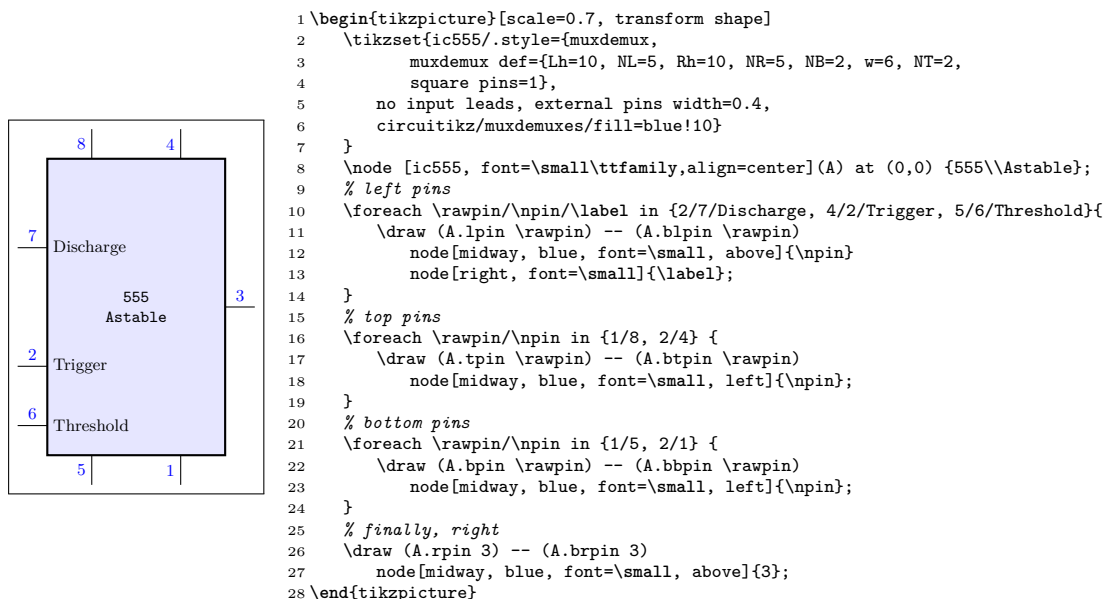 8 4
7 Discharge
555
Astable
3
2 Trigger
6 Threshold
5 1
1 \begin{tikzpicture}[scale=0.7, transform shape]
2 \tikzset{ic555/.style={muxdemux,
3 muxdemux def={Lh=10, NL=5, Rh=10, NR=5, NB=2, w=6, NT=2,
4 square pins=1},
5 no input leads, external pins width=0.4,
6 circuitikz/muxdemuxes/fill=blue!10}
7 }
8 \node [ic555, font=\small\ttfamily,align=center](A) at (0,0) {555\\Astable};
9 % left pins
10 \foreach \rawpin/\npin/\label in {2/7/Discharge, 4/2/Trigger, 5/6/Threshold}{
11 \draw (A.lpin \rawpin) -- (A.blpin \rawpin)
12 node[midway, blue, font=\small, above]{\npin}
13 node[right, font=\small]{\label};
14 }
15 % top pins
16 \foreach \rawpin/\npin in {1/8, 2/4} {
17 \draw (A.tpin \rawpin) -- (A.btpin \rawpin)
18 node[midway, blue, font=\small, left]{\npin};
19 }
20 % bottom pins
21 \foreach \rawpin/\npin in {1/5, 2/1} {
22 \draw (A.bpin \rawpin) -- (A.bbpin \rawpin)
23 node[midway, blue, font=\small, left]{\npin};
24 }
25 % finally, right
26 \draw (A.rpin 3) -- (A.brpin 3)
27 node[midway, blue, font=\small, above]{3};
28 \end{tikzpicture}